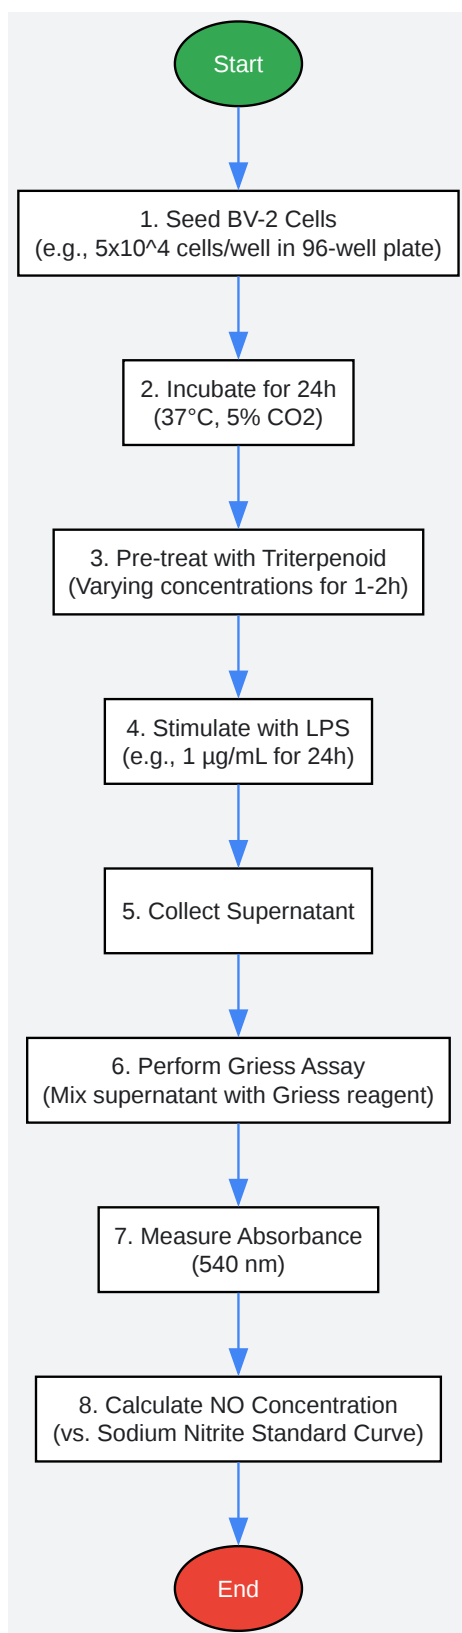 Start
1. Seed BV-2 Cells
(e.g., 5x10^4 cells/well in 96-well plate)
2. Incubate for 24h
(37°C, 5% CO2)
3. Pre-treat with Triterpenoid
(Varying concentrations for 1-2h)
4. Stimulate with LPS
(e.g., 1 µg/mL for 24h)
5. Collect Supernatant
6. Perform Griess Assay
(Mix supernatant with Griess reagent)
7. Measure Absorbance
(540 nm)
8. Calculate NO Concentration
(vs. Sodium Nitrite Standard Curve)
End